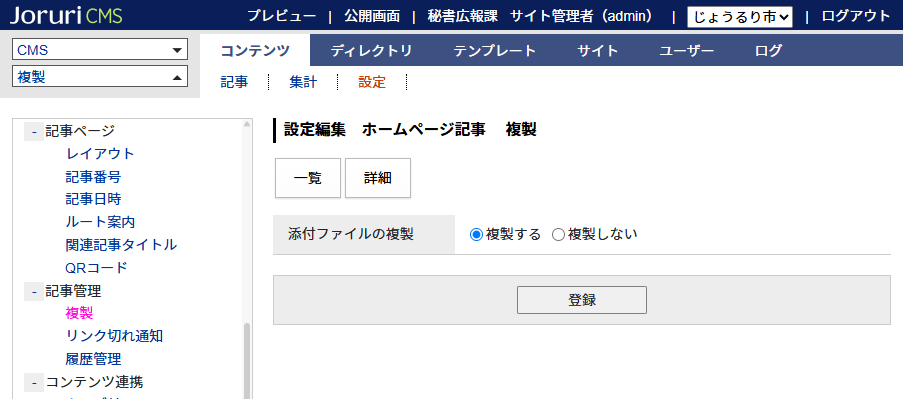 Joruri CMS プレビュー | 公開画面 | 秘書広報課 サイト管理者（admin） | じょうるり市 | ログアウト
CMS
複製
コンテンツ ディレクトリ テンプレート サイト ユーザー ログ
記事 集計 設定
- 記事ページ
レイアウト
記事番号
記事日時
ルート案内
関連記事タイトル
QRコード
- 記事管理
複製
リンク切れ通知
履歴管理
- コンテンツ連携
設定編集 ホームページ記事 複製
一覧 詳細
添付ファイルの複製 複製する 複製しない
登録